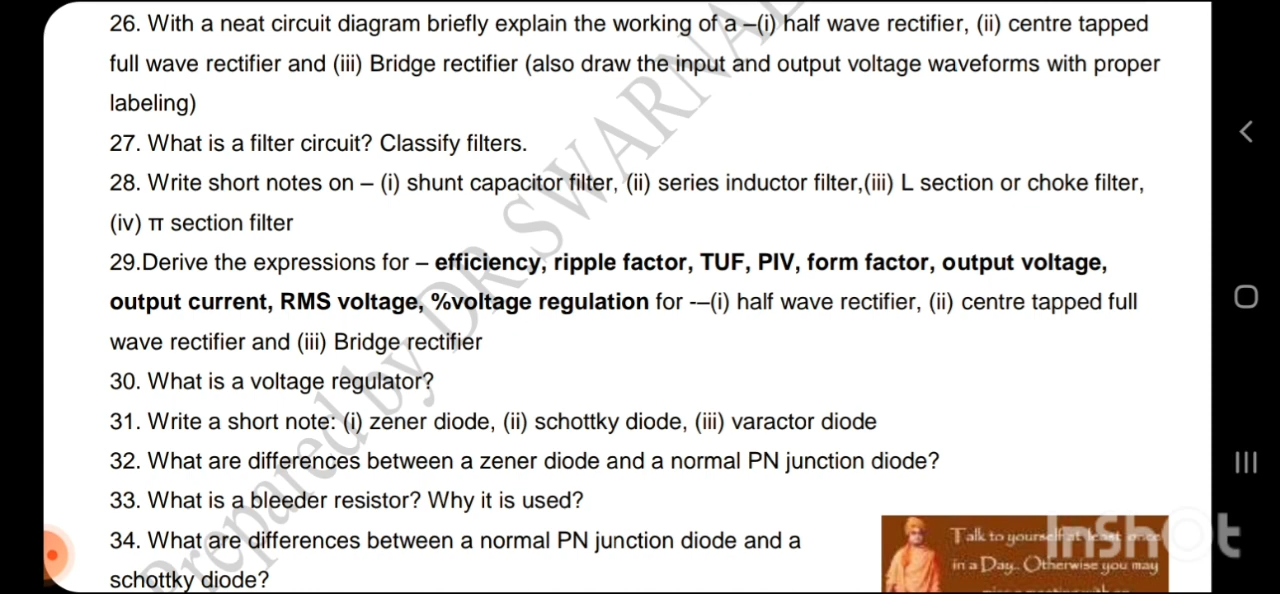 26. With a neat circuit diagram briefly explain the working of a –(i) half wave rectifier, (ii) centre tapped
full wave rectifier and (iii) Bridge rectifier (also draw the input and output voltage waveforms with proper
labeling)
27. What is a filter circuit? Classify filters.
28. Write short notes on – (i) shunt capacitor filter, (ii) series inductor filter,(iii) L section or choke filter,
(iv) π section filter
29.Derive the expressions for – efficiency, ripple factor, TUF, PIV, form factor, output voltage,
output current, RMS voltage, %voltage regulation for -–(i) half wave rectifier, (ii) centre tapped full
wave rectifier and (iii) Bridge rectifier
30. What is a voltage regulator?
31. Write a short note: (i) zener diode, (ii) schottky diode, (iii) varactor diode
32. What are differences between a zener diode and a normal PN junction diode?
33. What is a bleeder resistor? Why it is used?
34. What are differences between a normal PN junction diode and a
schottky diode?
Prepared by DR.SWARNA
Talk to yourself at least once
in a Day.. Otherwise you may
InShot